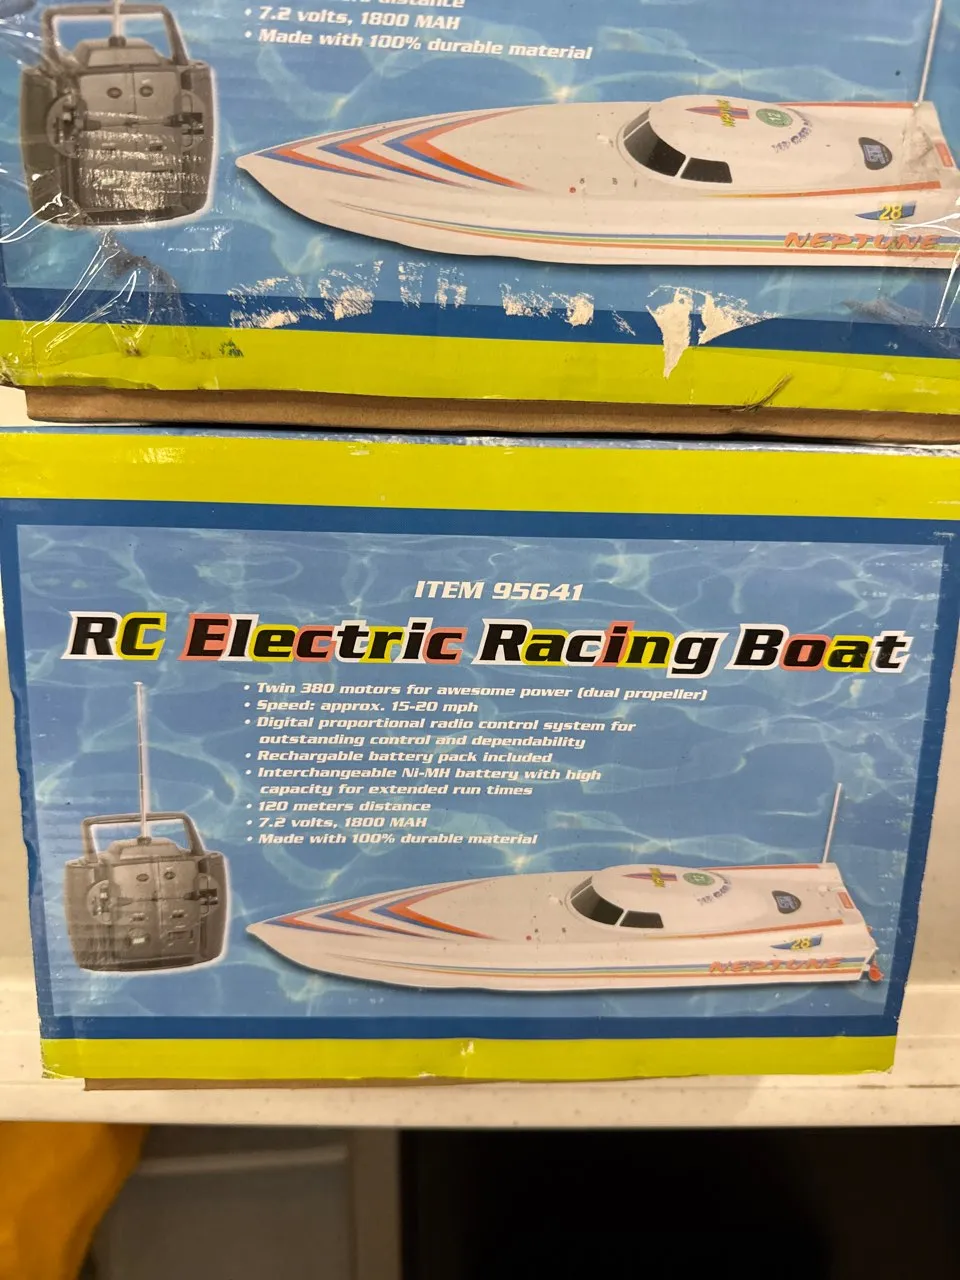 distance
• 7.2 volts, 1800 MAH
• Made with 100% durable material
28
NEPTUNE
ITEM 95641
RC Electric Racing Boat
• Twin 380 motors for awesome power (dual propeller)
• Speed: approx. 15-20 mph
• Digital proportional radio control system for
outstanding control and dependability
• Rechargable battery pack included
• Interchangeable Ni-MH battery with high
capacity for extended run times
• 120 meters distance
• 7.2 volts, 1800 MAH
• Made with 100% durable material
28
NEPTUNE